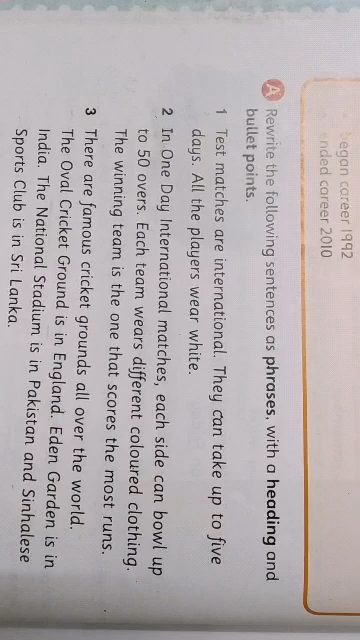 began career 1992
ended career 2010
A Rewrite the following sentences as phrases, with a heading and
bullet points.
1 Test matches are international. They can take up to five
days. All the players wear white.
2 In One Day International matches, each side can bowl up
to 50 overs. Each team wears different coloured clothing.
The winning team is the one that scores the most runs.
3 There are famous cricket grounds all over the world.
The Oval Cricket Ground is in England. Eden Garden is in
India. The National Stadium is in Pakistan and Sinhalese
Sports Club is in Sri Lanka.